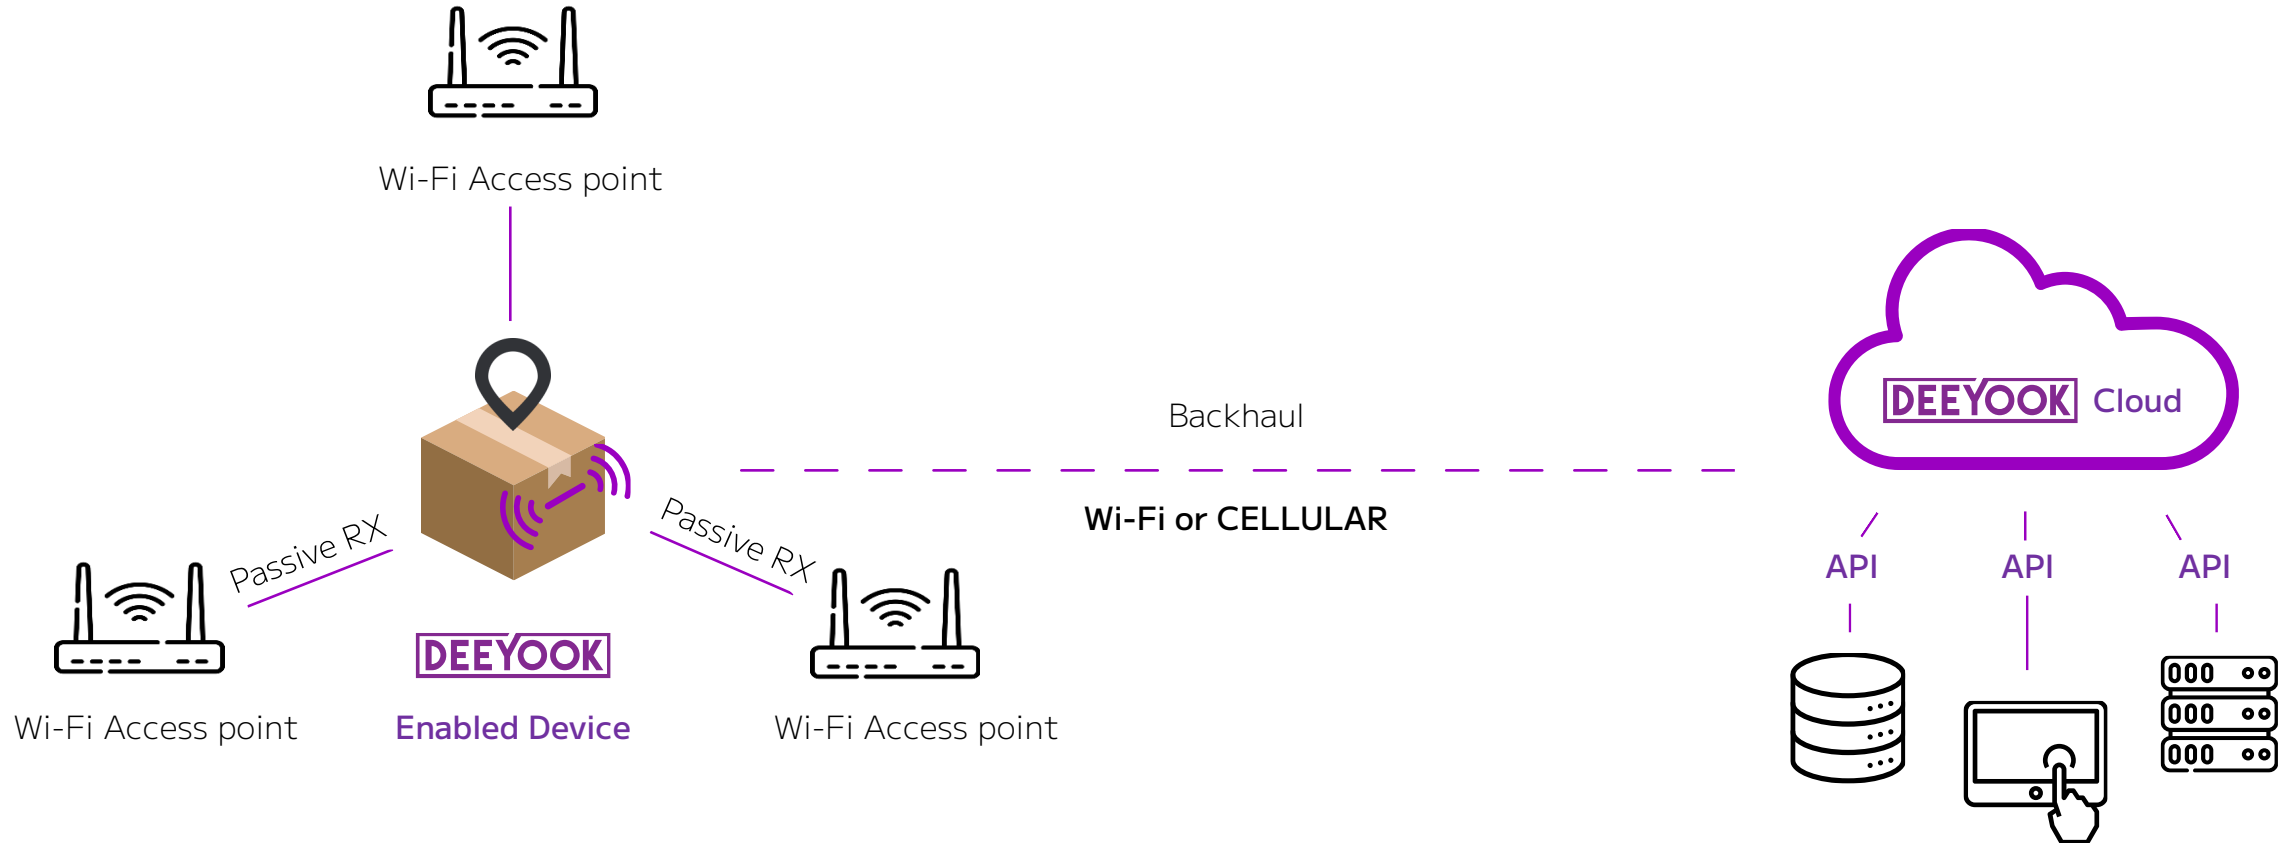 Wi-Fi Access point
Passive RX
Passive RX
Wi-Fi Access point
DEEYOOK
Enabled Device
Wi-Fi Access point
Backhaul
Wi-Fi or CELLULAR
DEEYOOK Cloud
API
API
API